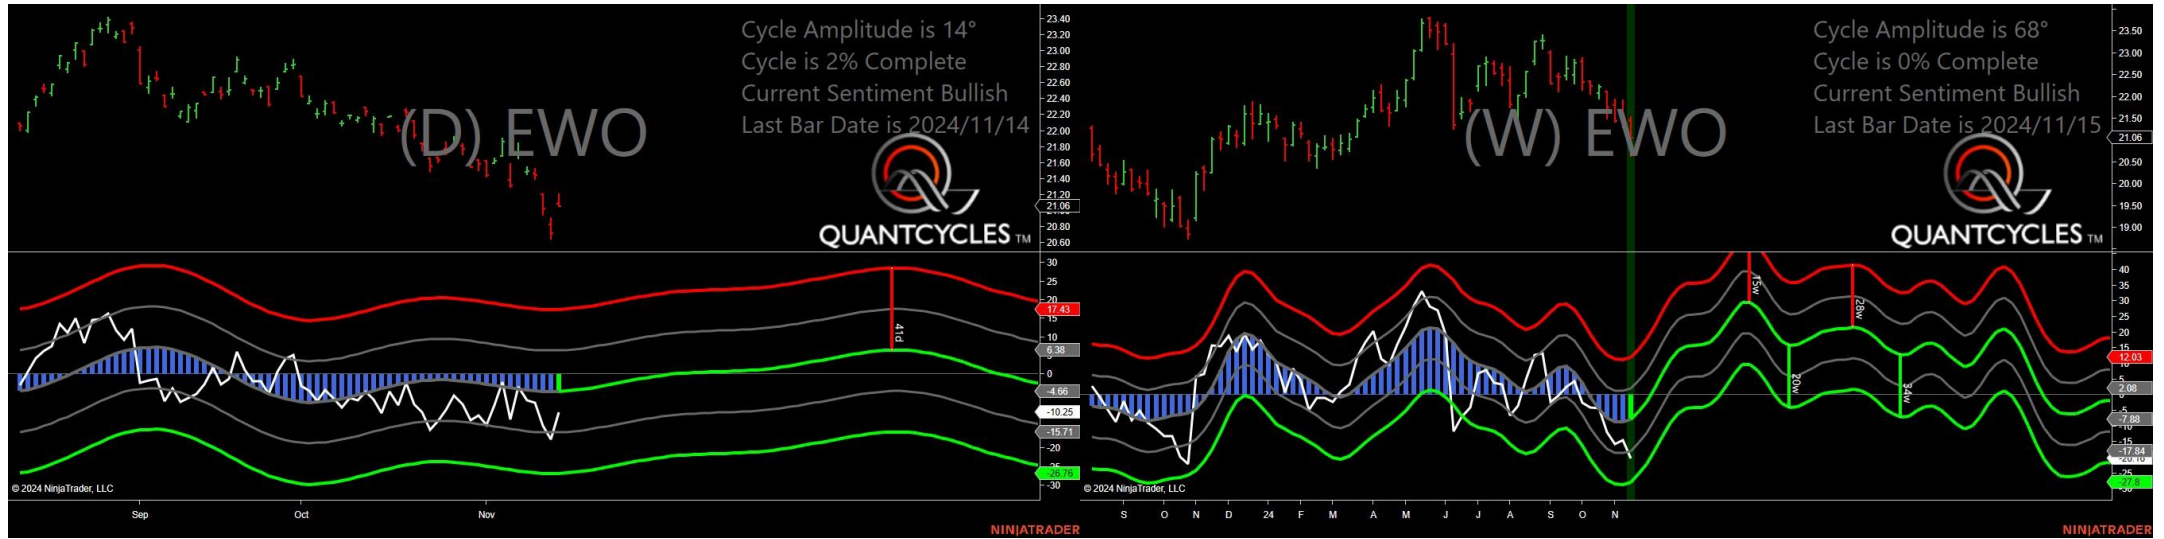 Cycle Amplitude is 14°
Cycle is 2% Complete
Current Sentiment Bullish
Last Bar Date is 2024/11/14
(D) EWO
QUANTCYCLES TM
23.40
23.20
23.00
22.80
22.60
22.40
22.20
22.00
21.80
21.60
21.40
21.20
21.06
20.80
20.60
30
25
20
17.43
15
6.38
0
-4.66
-10.25
-15.71
-20
-26.76
-30
41d
© 2024 NinjaTrader, LLC
Sep
Oct
Nov
NINJATRADER
Cycle Amplitude is 68°
Cycle is 0% Complete
Current Sentiment Bullish
Last Bar Date is 2024/11/15
(W) EWO
QUANTCYCLES TM
23.50
23.00
22.50
22.00
21.50
21.06
20.50
20.00
19.50
19.00
40
35
30
25
20
15
12.03
2.08
0
-5
-7.88
-15
-17.84
-27.8
15w
28w
20w
34w
© 2024 NinjaTrader, LLC
S
O
N
D
24
F
M
A
M
J
J
A
S
O
N
NINJATRADER